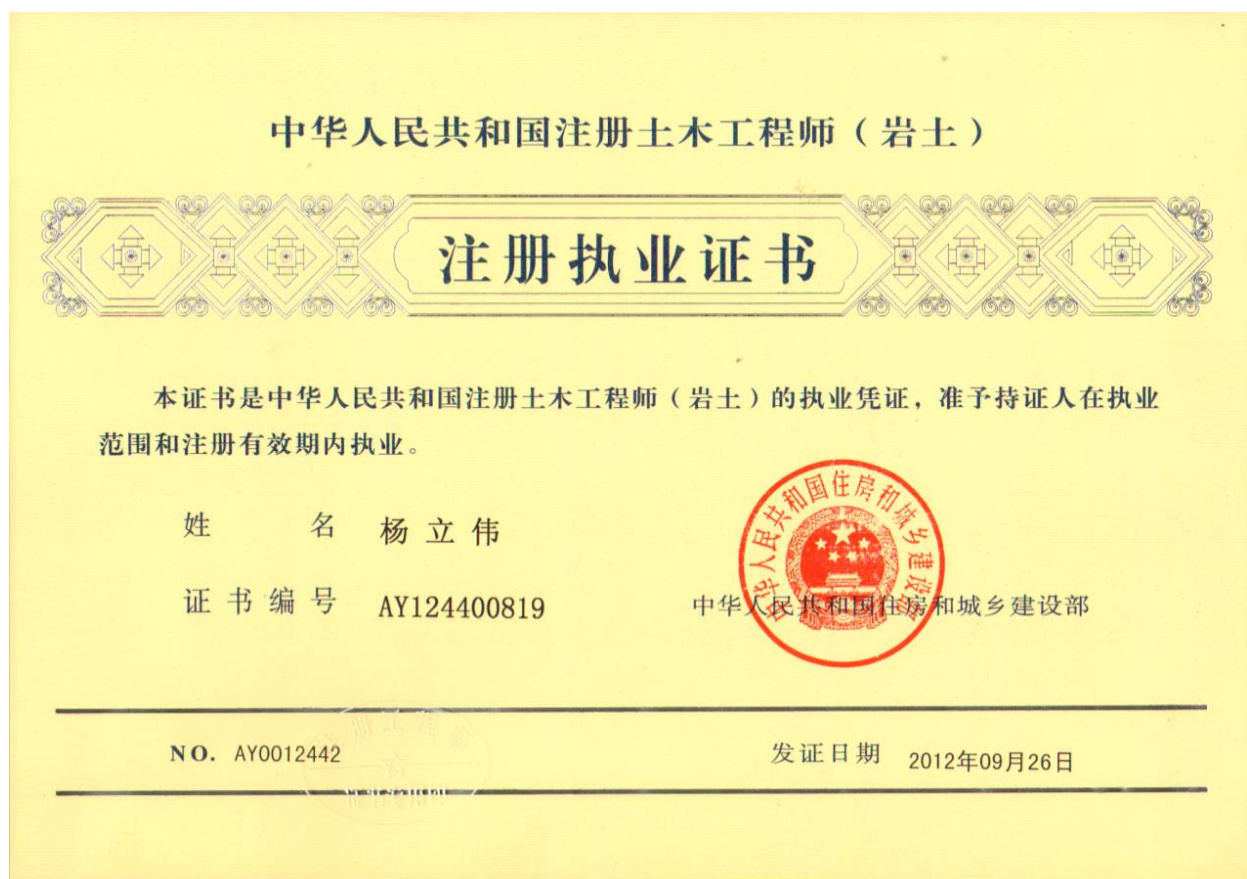 中华人民共和国注册土木工程师（岩土）
注册执业证书
本证书是中华人民共和国注册土木工程师（岩土）的执业凭证，准予持证人在执业
范围和注册有效期内执业。
姓 名 杨立伟
证书编号 AY124400819
中华人民共和国住房和城乡建设部
中华人民共和国住房和城乡建设部
NO. AY0012442
发证日期 2012年09月26日